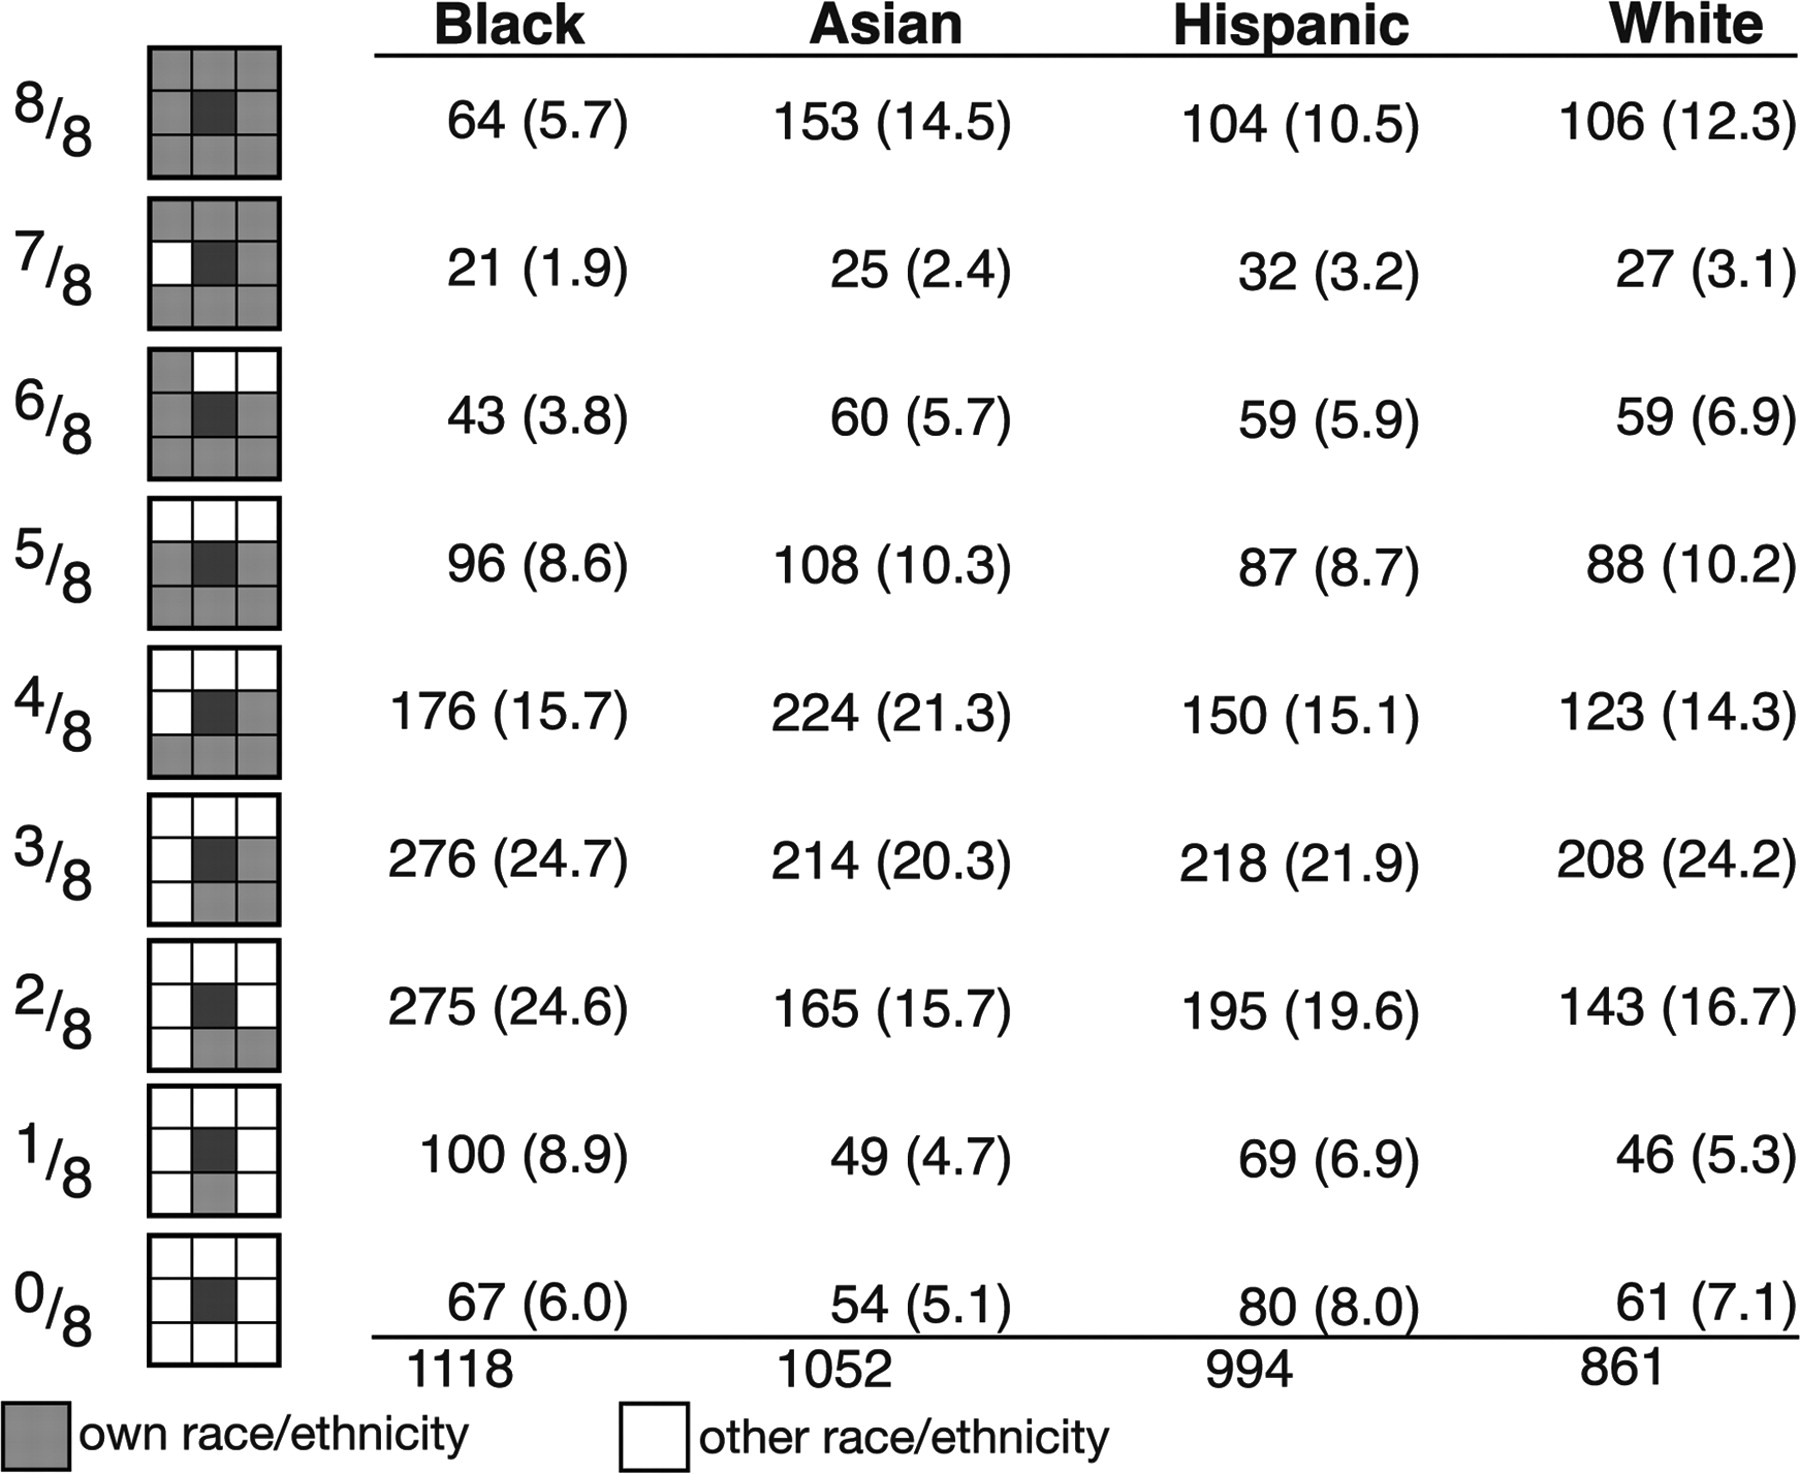 Black Asian Hispanic White
8/8 64 (5.7) 153 (14.5) 104 (10.5) 106 (12.3)
7/8 21 (1.9) 25 (2.4) 32 (3.2) 27 (3.1)
6/8 43 (3.8) 60 (5.7) 59 (5.9) 59 (6.9)
5/8 96 (8.6) 108 (10.3) 87 (8.7) 88 (10.2)
4/8 176 (15.7) 224 (21.3) 150 (15.1) 123 (14.3)
3/8 276 (24.7) 214 (20.3) 218 (21.9) 208 (24.2)
2/8 275 (24.6) 165 (15.7) 195 (19.6) 143 (16.7)
1/8 100 (8.9) 49 (4.7) 69 (6.9) 46 (5.3)
0/8 67 (6.0) 54 (5.1) 80 (8.0) 61 (7.1)
1118 1052 994 861
own race/ethnicity other race/ethnicity